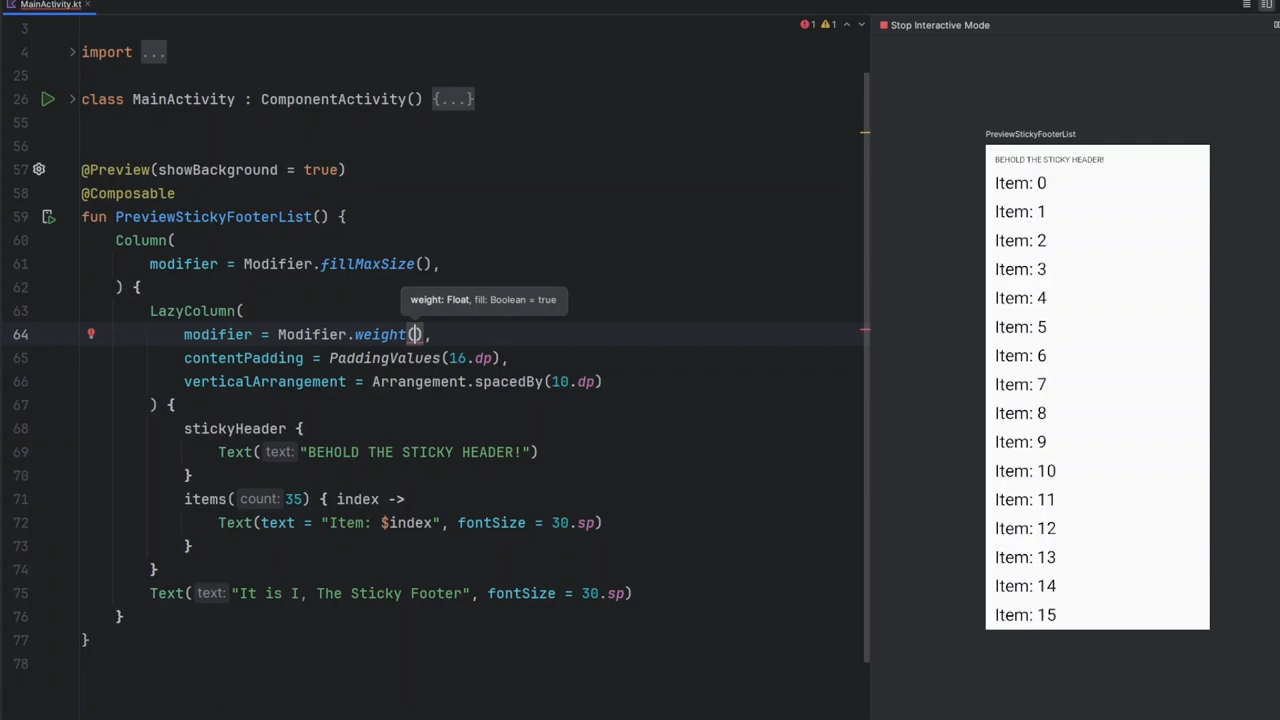 MainActivity.kt ×
3
1 1
Stop Interactive Mode
4 import ...
25
26 class MainActivity : ComponentActivity() {...}
55
56
57 @Preview(showBackground = true)
58 @Composable
59 fun PreviewStickyFooterList() {
60 Column(
61 modifier = Modifier.fillMaxSize(),
62 ) {
weight: Float, fill: Boolean = true
63 LazyColumn(
64 modifier = Modifier.weight(),
65 contentPadding = PaddingValues(16.dp),
66 verticalArrangement = Arrangement.spacedBy(10.dp)
67 ) {
68 stickyHeader {
69 Text( text: "BEHOLD THE STICKY HEADER!")
70 }
71 items( count: 35) { index ->
72 Text(text = "Item: $index", fontSize = 30.sp)
73 }
74 }
75 Text( text: "It is I, The Sticky Footer", fontSize = 30.sp)
76 }
77 }
78
PreviewStickyFooterList
BEHOLD THE STICKY HEADER!
Item: 0
Item: 1
Item: 2
Item: 3
Item: 4
Item: 5
Item: 6
Item: 7
Item: 8
Item: 9
Item: 10
Item: 11
Item: 12
Item: 13
Item: 14
Item: 15